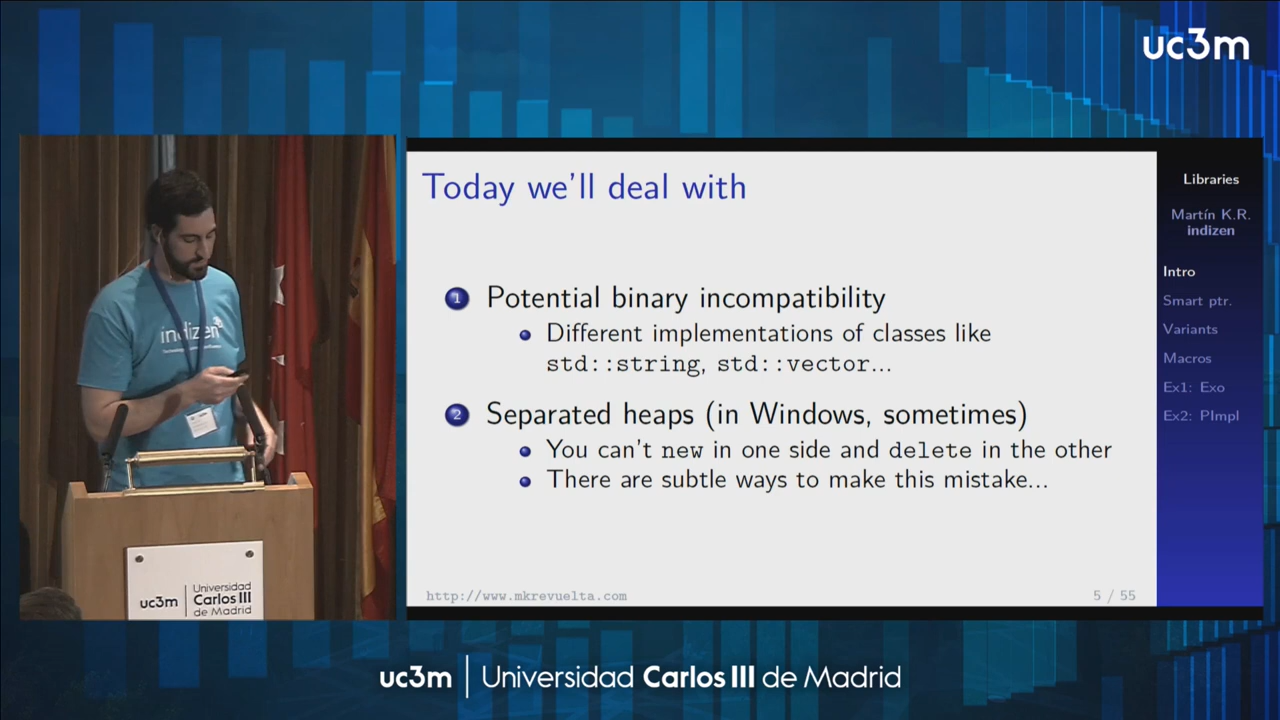 uc3m
Today we'll deal with
1 Potential binary incompatibility
Different implementations of classes like
std::string, std::vector...
2 Separated heaps (in Windows, sometimes)
You can't new in one side and delete in the other
There are subtle ways to make this mistake...
http://www.mkrevuelta.com
5 / 55
Libraries
Martín K.R.
indizen
Intro
Smart ptr.
Variants
Macros
Ex1: Exo
Ex2: PImpl
indizen
uc3m
Universidad
Carlos III
de Madrid
uc3m | Universidad Carlos III de Madrid